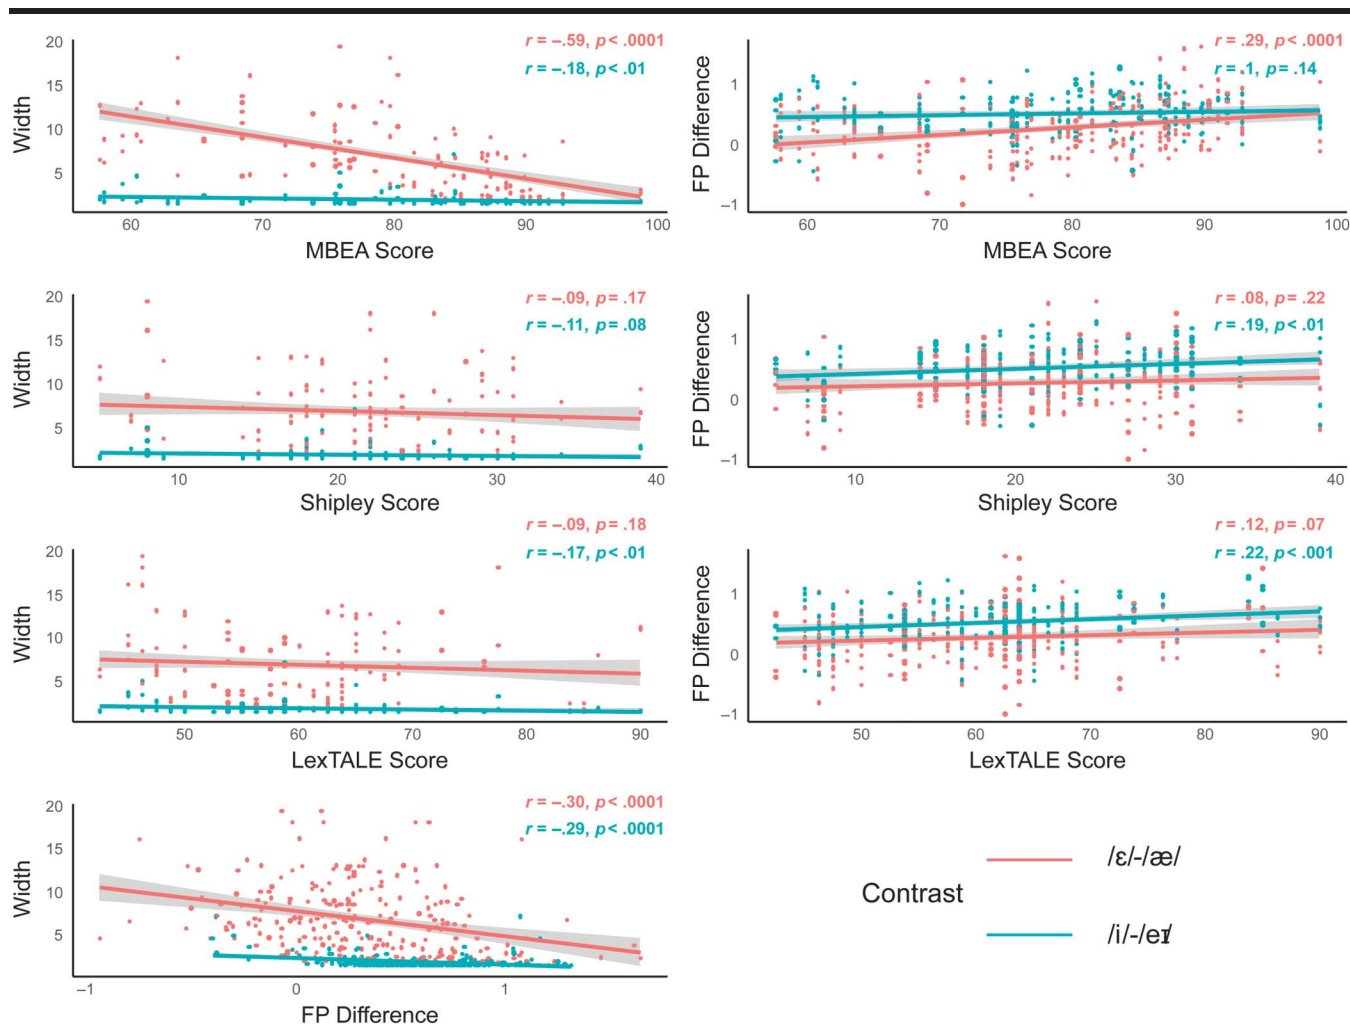 20
15
10
5
Width
60 70 80 90 100
MBEA Score
r = –.59, p < .0001
r = –.18, p < .01
1
0
–1
FP Difference
60 70 80 90 100
MBEA Score
r = .29, p < .0001
r = .1, p = .14
20
15
10
5
Width
10 20 30 40
Shipley Score
r = –.09, p = .17
r = –.11, p = .08
1
0
–1
FP Difference
10 20 30 40
Shipley Score
r = .08, p = .22
r = .19, p < .01
20
15
10
5
Width
50 60 70 80 90
LexTALE Score
r = –.09, p = .18
r = –.17, p < .01
1
0
–1
FP Difference
50 60 70 80 90
LexTALE Score
r = .12, p = .07
r = .22, p < .001
20
15
10
5
Width
–1 0 1
FP Difference
r = –.30, p < .0001
r = –.29, p < .0001
Contrast
/ɛ/-/æ/
/i/-/eɪ/